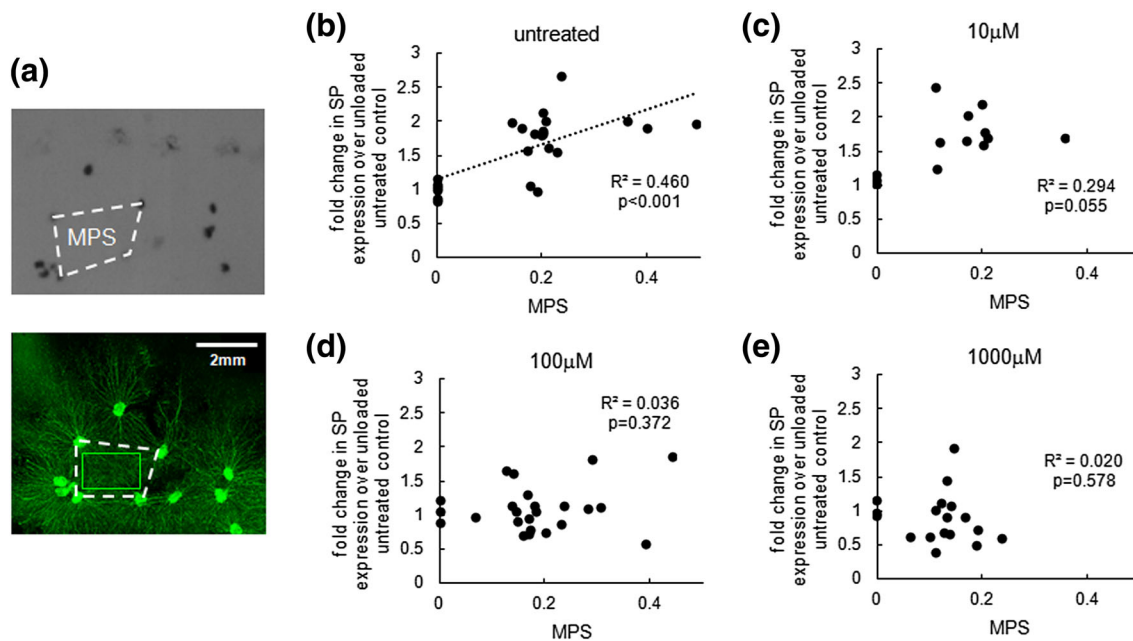 (a)
MPS
2mm
(b)
untreated
fold change in SP
expression over unloaded
untreated control
3
2.5
2
1.5
1
0.5
0
R² = 0.460
p<0.001
0
0.2
0.4
MPS
(c)
10μM
fold change in SP
expression over unloaded
untreated control
3
2.5
2
1.5
1
0.5
0
R² = 0.294
p=0.055
0
0.2
0.4
MPS
(d)
100μM
fold change in SP
expression over unloaded
untreated control
3
2.5
2
1.5
1
0.5
0
R² = 0.036
p=0.372
0
0.2
0.4
MPS
(e)
1000μM
fold change in SP
expression over unloaded
untreated control
3
2.5
2
1.5
1
0.5
0
R² = 0.020
p=0.578
0
0.2
0.4
MPS